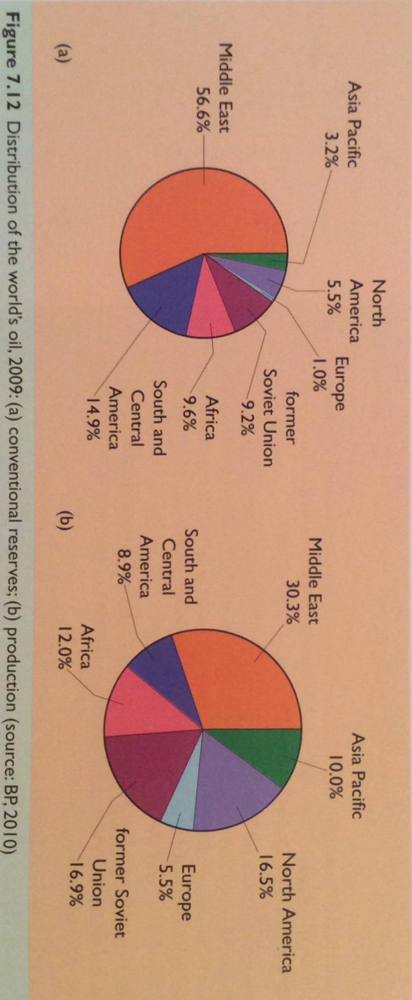 Asia Pacific
3.2%
North
America
5.5%
Europe
1.0%
former
Soviet Union
9.2%
Africa
9.6%
South and
Central
America
14.9%
Middle East
56.6%
(a)
Asia Pacific
10.0%
North America
16.5%
Europe
5.5%
former Soviet
Union
16.9%
Africa
12.0%
South and
Central
America
8.9%
Middle East
30.3%
(b)
Figure 7.12 Distribution of the world's oil, 2009: (a) conventional reserves; (b) production (source: BP, 2010)